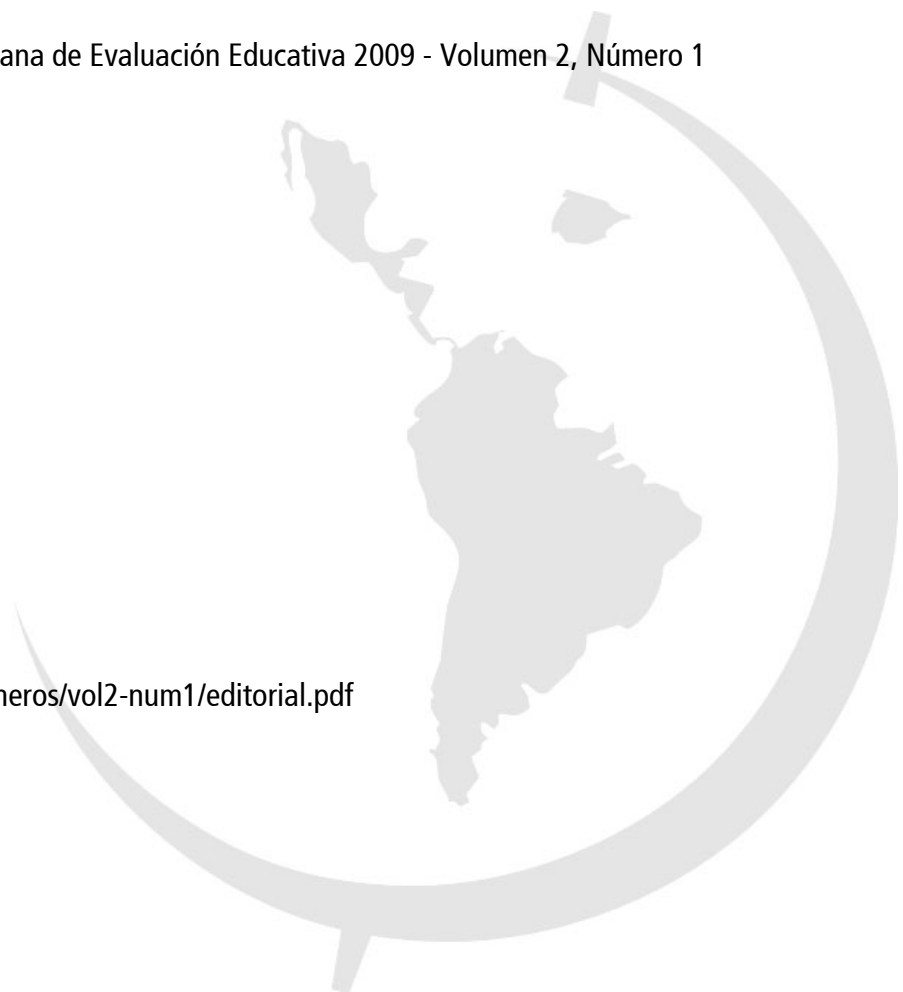 ana de Evaluación Educativa 2009 - Volumen 2, Número 1
neros/vol2-num1/editorial.pdf